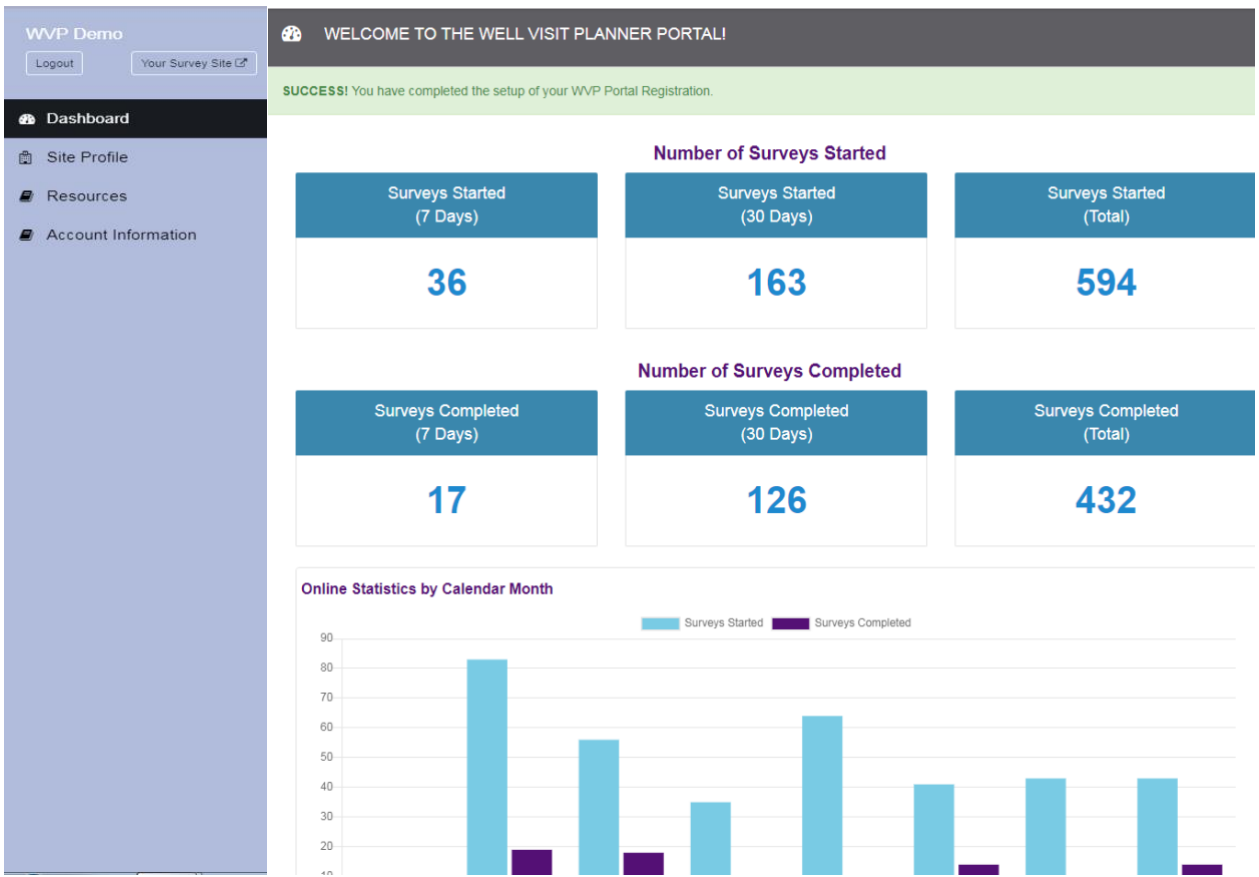 WVP Demo
Logout
Your Survey Site
Dashboard
Site Profile
Resources
Account Information
WELCOME TO THE WELL VISIT PLANNER PORTAL!
SUCCESS! You have completed the setup of your WVP Portal Registration.
Number of Surveys Started
Surveys Started
(7 Days)
36
Surveys Started
(30 Days)
163
Surveys Started
(Total)
594
Number of Surveys Completed
Surveys Completed
(7 Days)
17
Surveys Completed
(30 Days)
126
Surveys Completed
(Total)
432
Online Statistics by Calendar Month
Surveys Started
Surveys Completed
90
80
70
60
50
40
30
20
10